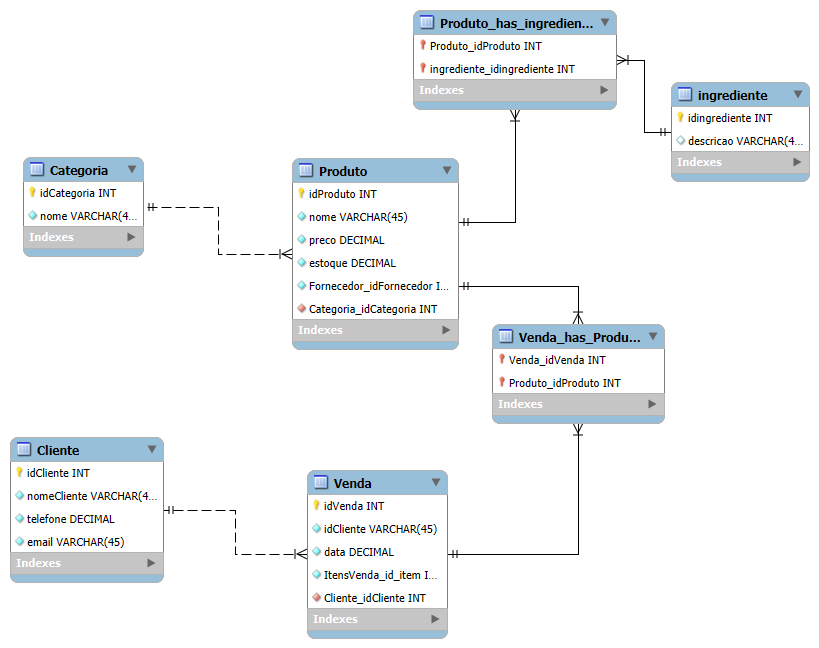 Produto_has_ingredien...
Produto_idProduto INT
ingrediente_idingrediente INT
Indexes
ingrediente
idingrediente INT
descricao VARCHAR(4...
Indexes
Categoria
idCategoria INT
nome VARCHAR(4...
Indexes
Produto
idProduto INT
nome VARCHAR(45)
preco DECIMAL
estoque DECIMAL
Fornecedor_idFornecedor I...
Categoria_idCategoria INT
Indexes
Venda_has_Produ...
Venda_idVenda INT
Produto_idProduto INT
Indexes
Cliente
idCliente INT
nomeCliente VARCHAR(4...
telefone DECIMAL
email VARCHAR(45)
Indexes
Venda
idVenda INT
idCliente VARCHAR(45)
data DECIMAL
ItensVenda_id_item I...
Cliente_idCliente INT
Indexes